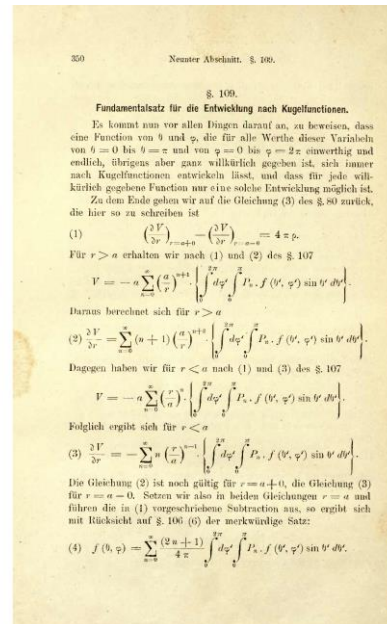 350 Neunter Abschnitt. §. 109.
§. 109.
Fundamentalsatz für die Entwicklung nach Kugelfunctionen.
Es kommt nun vor allen Dingen darauf an, zu beweisen, dass
eine Function von θ und φ, die für alle Werthe dieser Variabeln
von θ = 0 bis θ = π und von φ = 0 bis φ = 2π einwerthig und
endlich, übrigens aber ganz willkürlich gegeben ist, sich immer
nach Kugelfunctionen entwickeln lässt, und dass für jede will-
kürlich gegebene Function nur eine solche Entwicklung möglich ist.
Zu dem Ende gehen wir auf die Gleichung (3) des §. 80 zurück,
die hier so zu schreiben ist
(1) (∂V/∂r)_{r=a+0} − (∂V/∂r)_{r=a−0} = 4πρ.
Für r > a erhalten wir nach (1) und (2) des §. 107
V = − a ∑_{n=0}^{∞} (a/r)^{n+1} · {∫_0^{2π} dφ′ ∫_0^π P_n . f (θ′, φ′) sin θ′ dθ′}.
Daraus berechnet sich für r > a
(2) ∂V/∂r = ∑_{n=0}^{∞} (n + 1) (a/r)^{n+2} · {∫_0^{2π} dφ′ ∫_0^π P_n . f (θ′, φ′) sin θ′ dθ′}.
Dagegen haben wir für r < a nach (1) und (3) des §. 107
V = − a ∑_{n=0}^{∞} (r/a)^n · {∫_0^{2π} dφ′ ∫_0^π P_n . f (θ′, φ′) sin θ′ dθ′}.
Folglich ergibt sich für r < a
(3) ∂V/∂r = − ∑_{n=0}^{∞} n (r/a)^{n−1} · {∫_0^{2π} dφ′ ∫_0^π P_n . f (θ′, φ′) sin θ′ dθ′}.
Die Gleichung (2) ist noch gültig für r = a + 0, die Gleichung (3)
für r = a − 0. Setzen wir also in beiden Gleichungen r = a und
führen die in (1) vorgeschriebene Subtraction aus, so ergibt sich
mit Rücksicht auf §. 106 (6) der merkwürdige Satz:
(4) f (θ, φ) = ∑_{n=0}^{∞} (2n + 1)/4π ∫_0^{2π} dφ′ ∫_0^π P_n . f (θ′, φ′) sin θ′ dθ′.